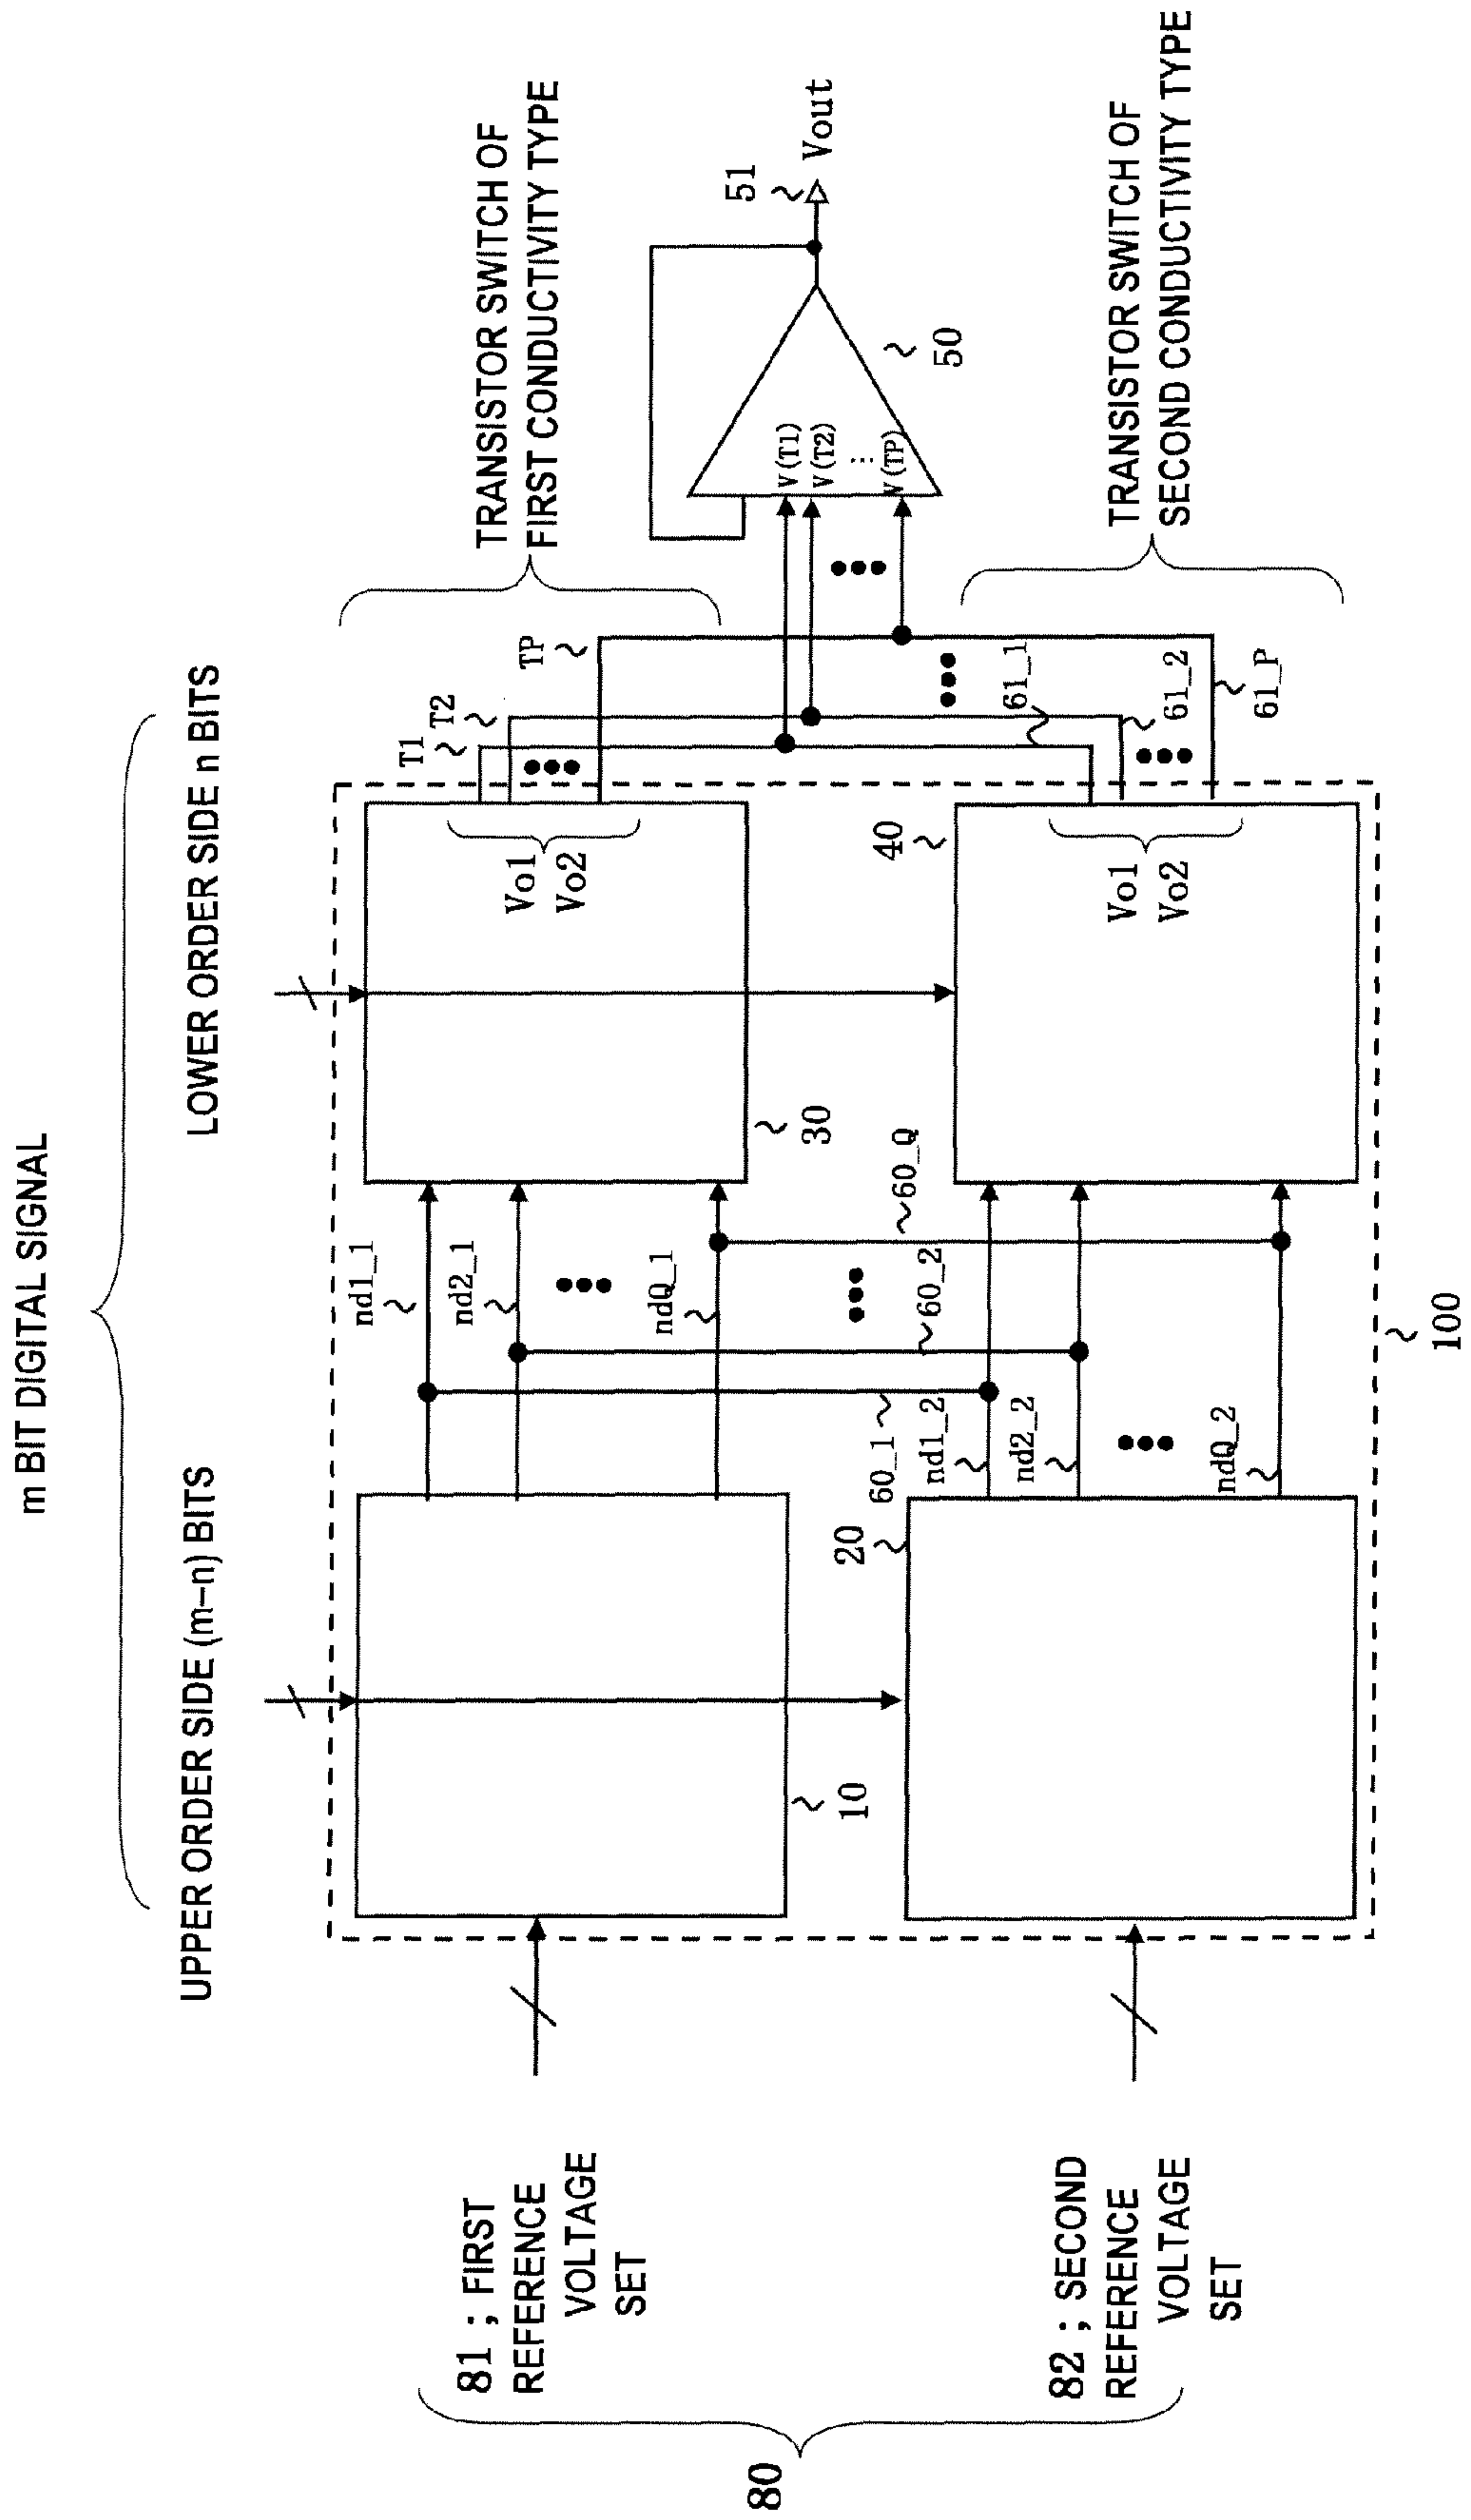 m BIT DIGITAL SIGNAL
UPPER ORDER SIDE (m-n) BITS
LOWER ORDER SIDE n BITS
80
81 ; FIRST
REFERENCE
VOLTAGE
SET
82 ; SECOND
REFERENCE
VOLTAGE
SET
10
20
nd1_1
nd2_1
ndQ_1
60_1
60_2
60_Q
nd1_2
nd2_2
ndQ_2
30
40
Vo1
Vo2
Vo1
Vo2
100
T1
T2
TP
61_1
61_2
61_P
TRANSISTOR SWITCH OF
FIRST CONDUCTIVITY TYPE
TRANSISTOR SWITCH OF
SECOND CONDUCTIVITY TYPE
V(T1)
V(T2)
V(TP)
50
51
Vout